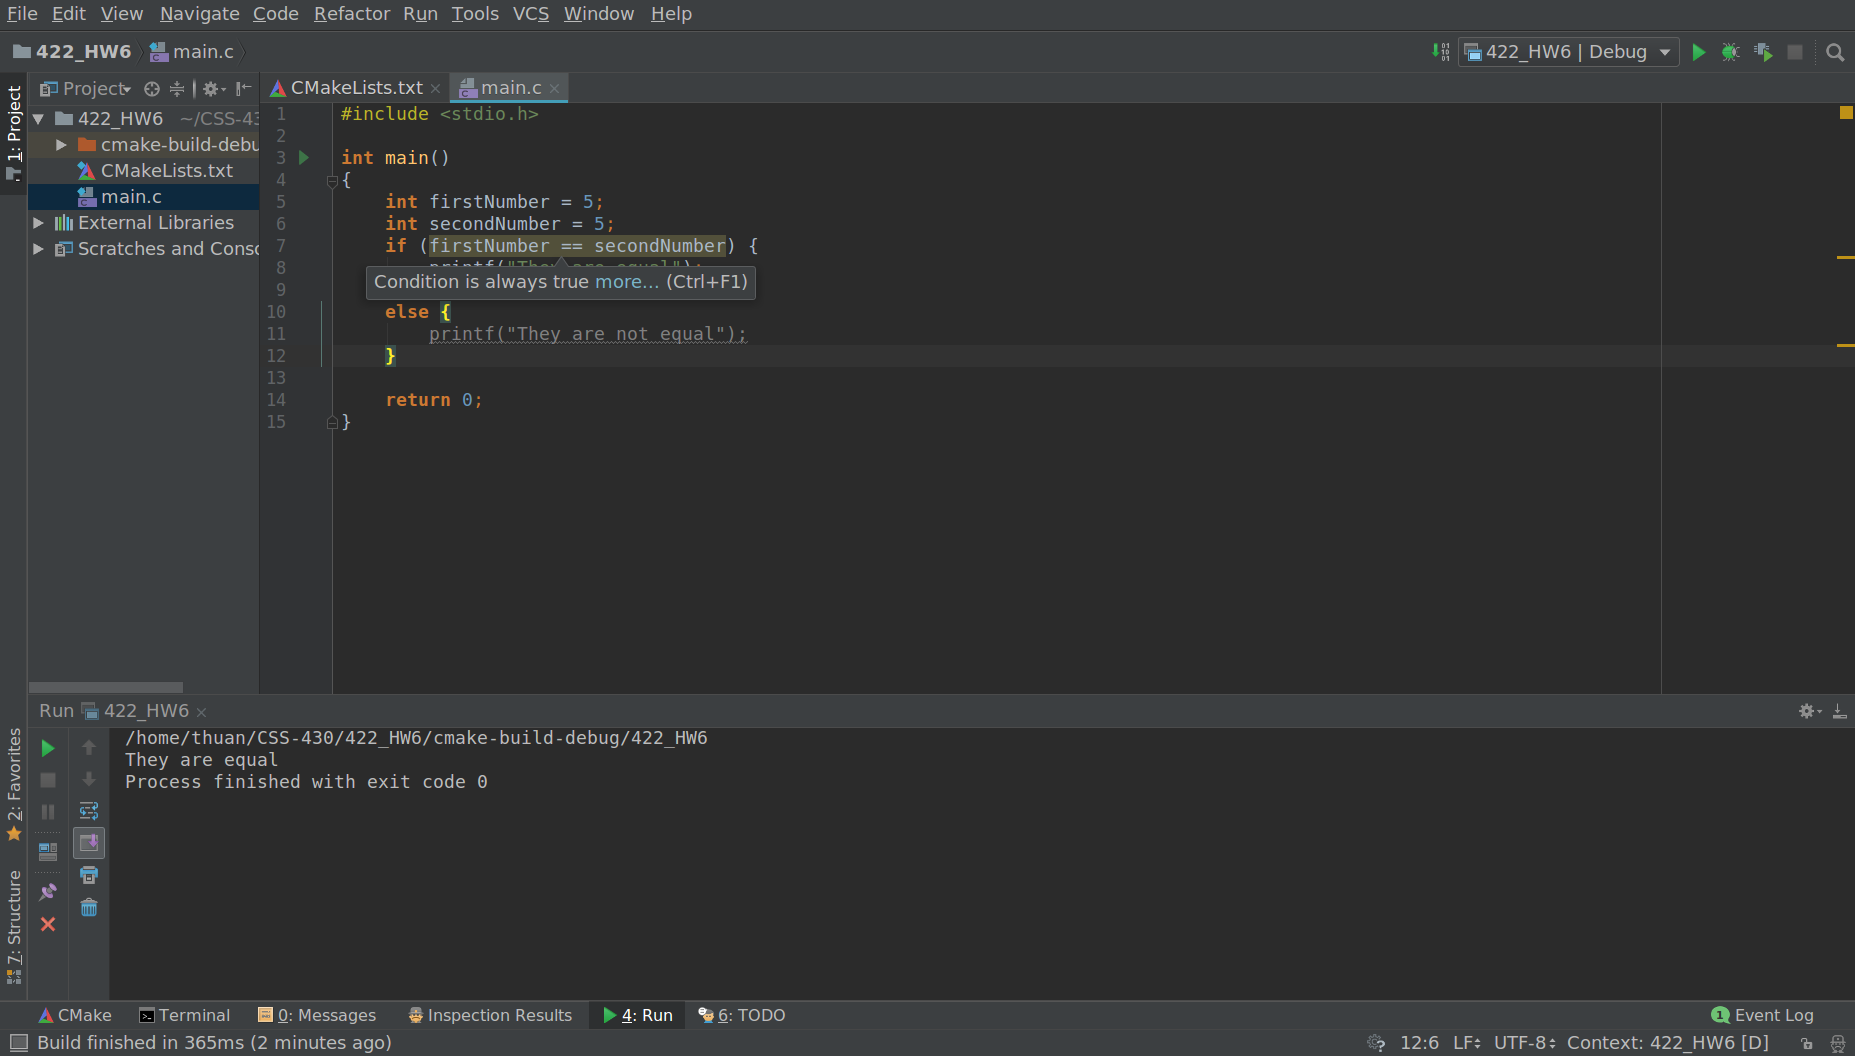 File Edit View Navigate Code Refactor Run Tools VCS Window Help
422_HW6 main.c
422_HW6 | Debug
1: Project
Project
422_HW6 ~/CSS-43
cmake-build-debu
CMakeLists.txt
main.c
External Libraries
Scratches and Conso
CMakeLists.txt main.c
1 #include <stdio.h>
2
3 int main()
4 {
5 int firstNumber = 5;
6 int secondNumber = 5;
7 if (firstNumber == secondNumber) {
8 printf("They are equal");
9
Condition is always true more... (Ctrl+F1)
10 else {
11 printf("They are not equal");
12 }
13
14 return 0;
15 }
2: Favorites
7: Structure
Run 422_HW6
/home/thuan/CSS-430/422_HW6/cmake-build-debug/422_HW6
They are equal
Process finished with exit code 0
CMake Terminal 0: Messages Inspection Results 4: Run 6: TODO 1 Event Log
Build finished in 365ms (2 minutes ago) 12:6 LF UTF-8 Context: 422_HW6 [D]